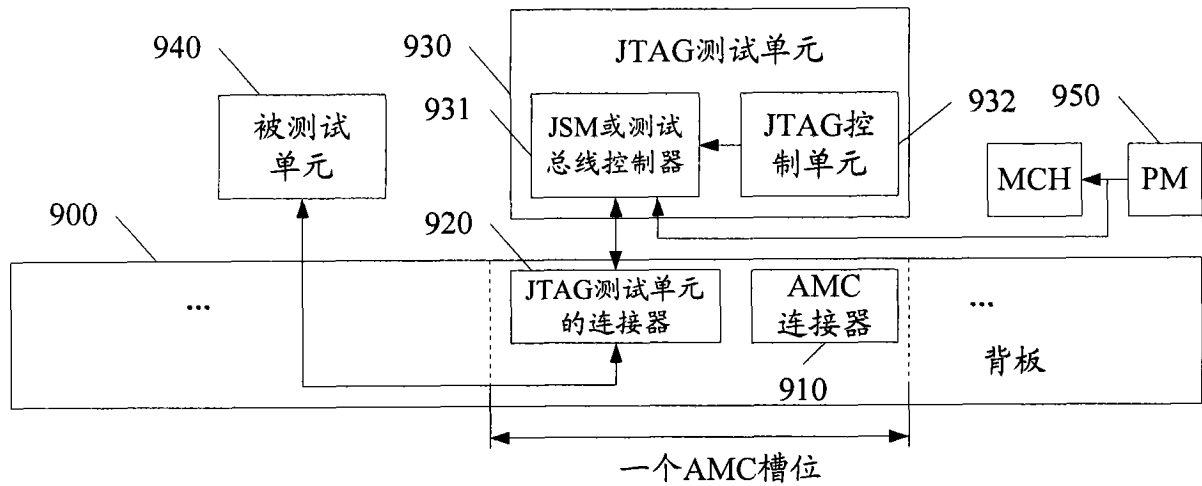 940
930
JTAG测试单元
931
932
950
被测试
单元
JSM或测试
总线控制器
JTAG控
制单元
MCH
PM
900
920
...
JTAG测试单元
的连接器
AMC
连接器
...
910
背板
一个AMC槽位